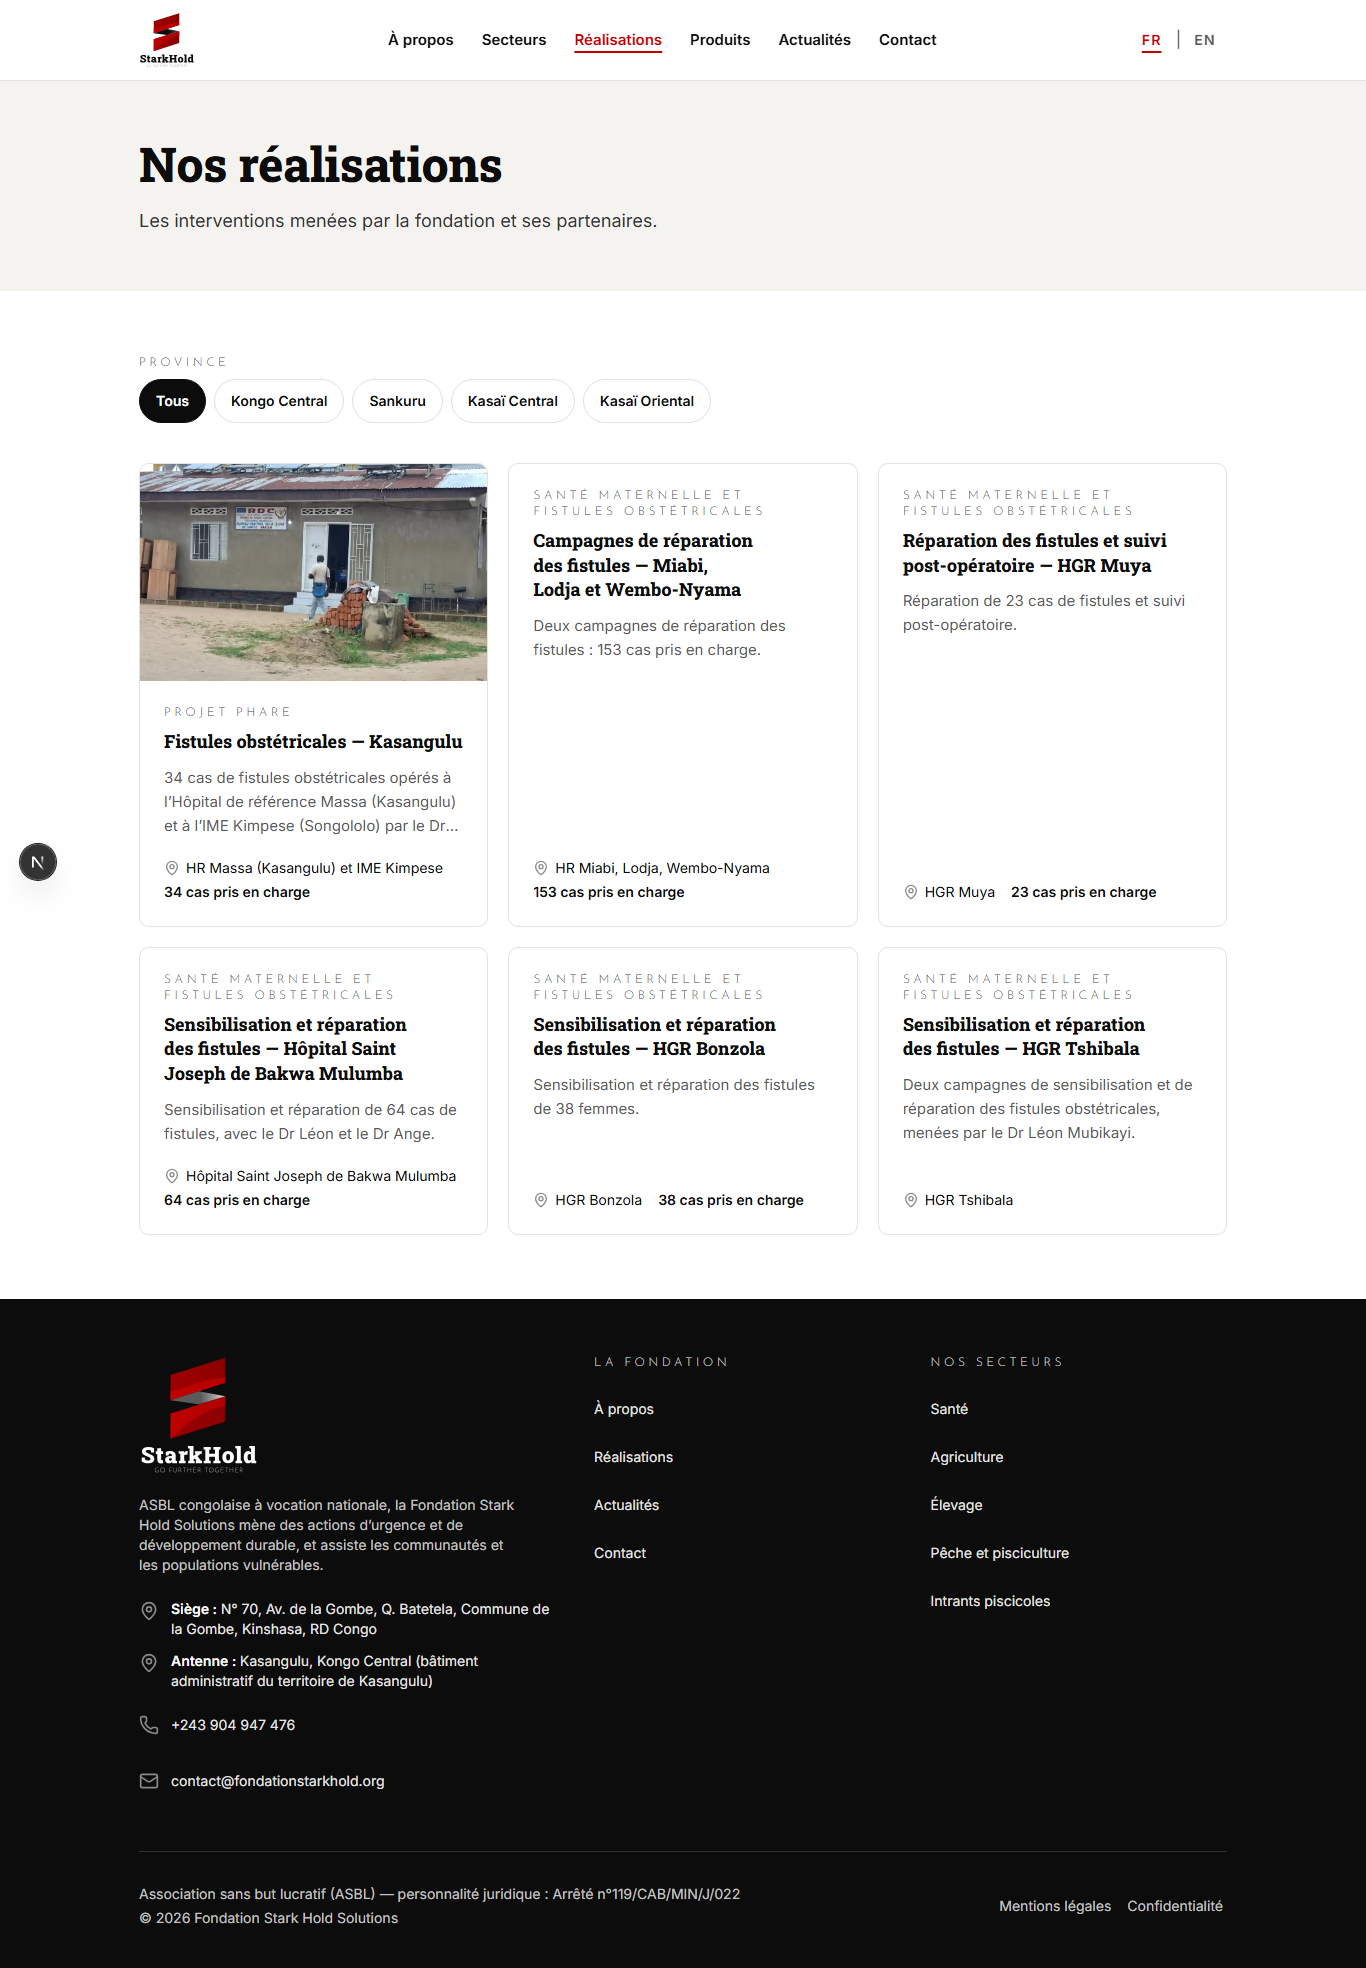 StarkHold
À propos
Secteurs
Réalisations
Produits
Actualités
Contact
FR | EN
Nos réalisations
Les interventions menées par la fondation et ses partenaires.
PROVINCE
Tous
Kongo Central
Sankuru
Kasaï Central
Kasaï Oriental
RDC
PROJET PHARE
Fistules obstétricales — Kasangulu
34 cas de fistules obstétricales opérés à
l’Hôpital de référence Massa (Kasangulu)
et à l’IME Kimpese (Songololo) par le Dr…
HR Massa (Kasangulu) et IME Kimpese
34 cas pris en charge
SANTÉ MATERNELLE ET
FISTULES OBSTÉTRICALES
Campagnes de réparation
des fistules — Miabi,
Lodja et Wembo-Nyama
Deux campagnes de réparation des
fistules : 153 cas pris en charge.
HR Miabi, Lodja, Wembo-Nyama
153 cas pris en charge
SANTÉ MATERNELLE ET
FISTULES OBSTÉTRICALES
Réparation des fistules et suivi
post-opératoire — HGR Muya
Réparation de 23 cas de fistules et suivi
post-opératoire.
HGR Muya 23 cas pris en charge
SANTÉ MATERNELLE ET
FISTULES OBSTÉTRICALES
Sensibilisation et réparation
des fistules — Hôpital Saint
Joseph de Bakwa Mulumba
Sensibilisation et réparation de 64 cas de
fistules, avec le Dr Léon et le Dr Ange.
Hôpital Saint Joseph de Bakwa Mulumba
64 cas pris en charge
SANTÉ MATERNELLE ET
FISTULES OBSTÉTRICALES
Sensibilisation et réparation
des fistules — HGR Bonzola
Sensibilisation et réparation des fistules
de 38 femmes.
HGR Bonzola 38 cas pris en charge
SANTÉ MATERNELLE ET
FISTULES OBSTÉTRICALES
Sensibilisation et réparation
des fistules — HGR Tshibala
Deux campagnes de sensibilisation et de
réparation des fistules obstétricales,
menées par le Dr Léon Mubikayi.
HGR Tshibala
N
StarkHold
GO FURTHER TOGETHER
ASBL congolaise à vocation nationale, la Fondation Stark
Hold Solutions mène des actions d’urgence et de
développement durable, et assiste les communautés et
les populations vulnérables.
Siège : N° 70, Av. de la Gombe, Q. Batetela, Commune de
la Gombe, Kinshasa, RD Congo
Antenne : Kasangulu, Kongo Central (bâtiment
administratif du territoire de Kasangulu)
+243 904 947 476
contact@fondationstarkhold.org
LA FONDATION
À propos
Réalisations
Actualités
Contact
NOS SECTEURS
Santé
Agriculture
Élevage
Pêche et pisciculture
Intrants piscicoles
Association sans but lucratif (ASBL) — personnalité juridique : Arrêté n°119/CAB/MIN/J/022
© 2026 Fondation Stark Hold Solutions
Mentions légales
Confidentialité